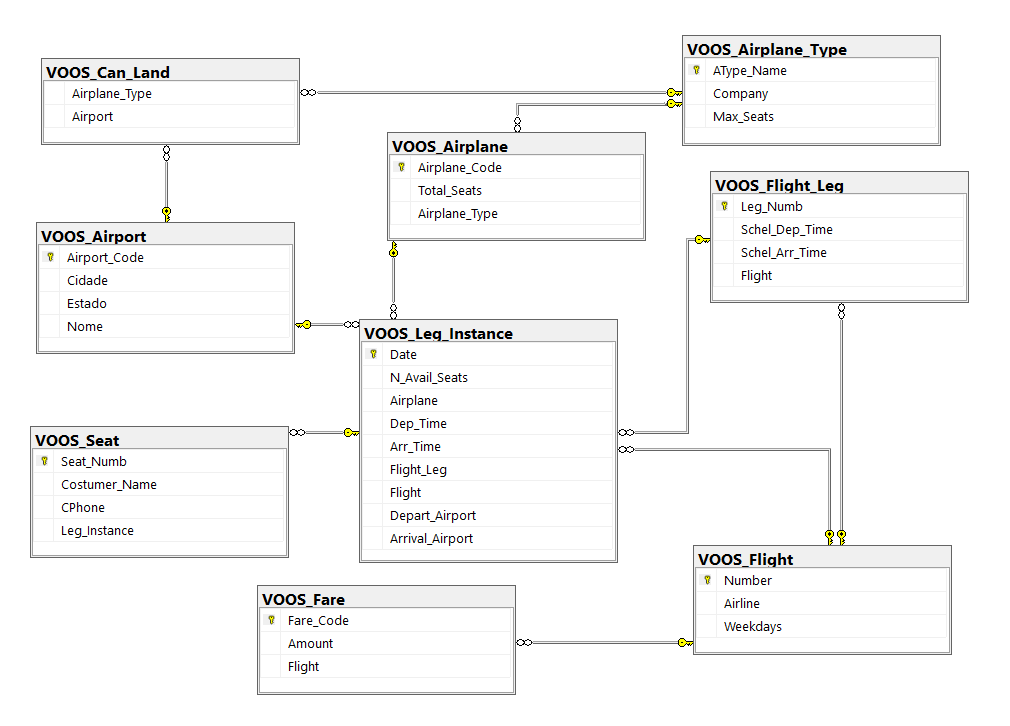 VOOS_Can_Land
Airplane_Type
Airport
VOOS_Airplane_Type
AType_Name
Company
Max_Seats
VOOS_Airplane
Airplane_Code
Total_Seats
Airplane_Type
VOOS_Flight_Leg
Leg_Numb
Schel_Dep_Time
Schel_Arr_Time
Flight
VOOS_Airport
Airport_Code
Cidade
Estado
Nome
VOOS_Leg_Instance
Date
N_Avail_Seats
Airplane
Dep_Time
Arr_Time
Flight_Leg
Flight
Depart_Airport
Arrival_Airport
VOOS_Seat
Seat_Numb
Costumer_Name
CPhone
Leg_Instance
VOOS_Flight
Number
Airline
Weekdays
VOOS_Fare
Fare_Code
Amount
Flight